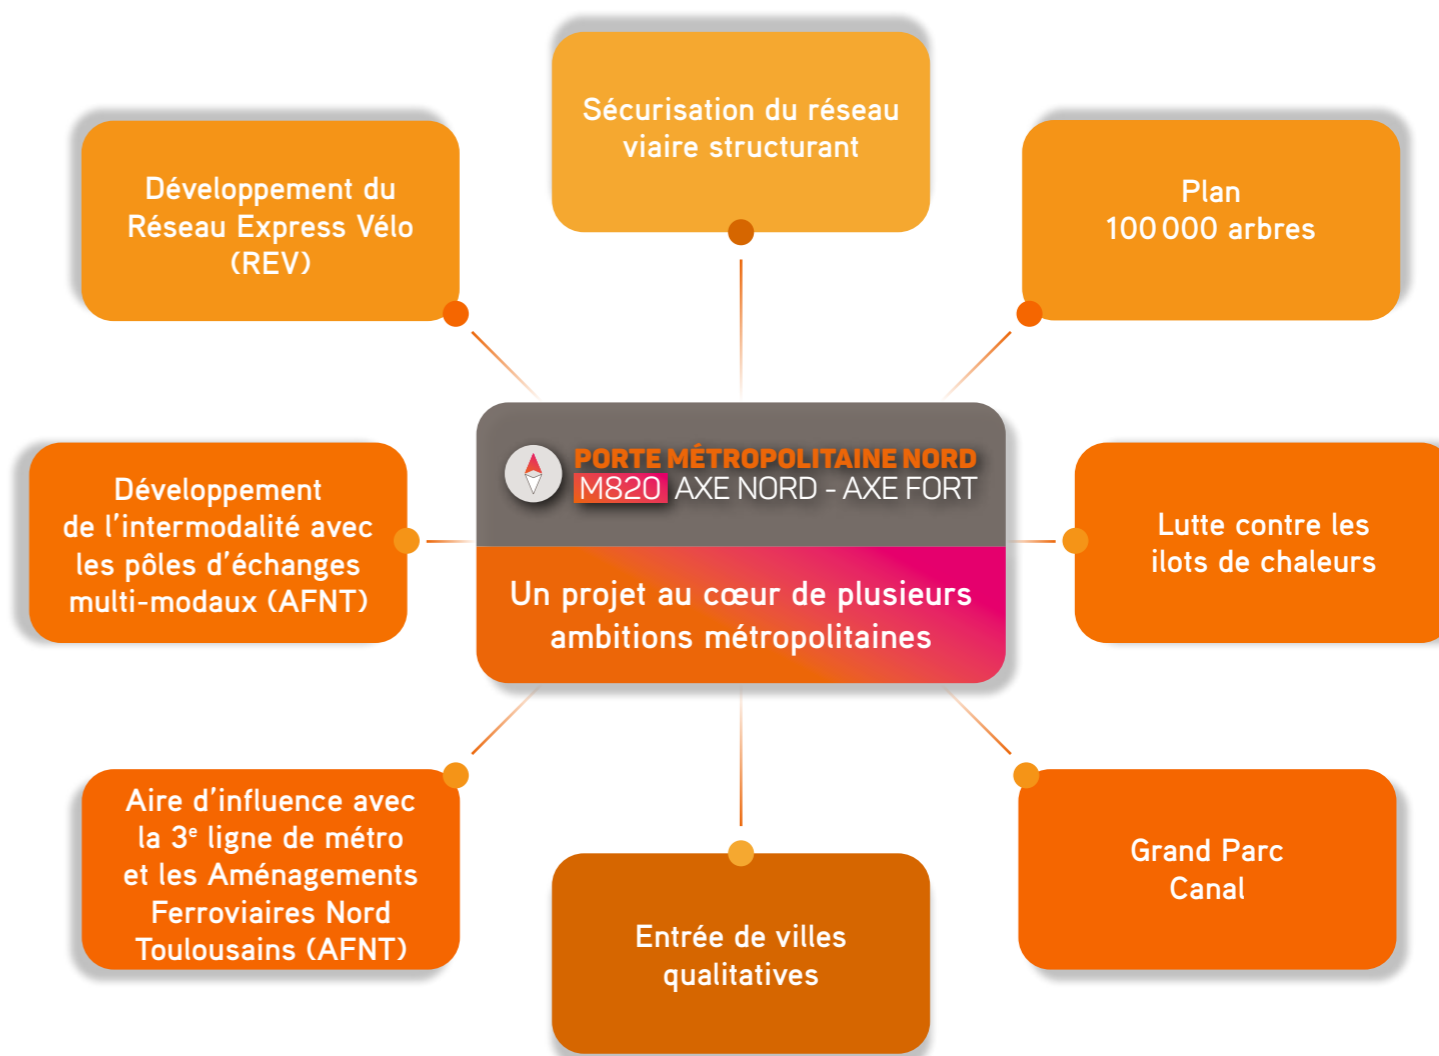 Sécurisation du réseau
viaire structurant
Développement du
Réseau Express Vélo
(REV)
Plan
100 000 arbres
PORTE MÉTROPOLITAINE NORD
M820 AXE NORD - AXE FORT
Un projet au cœur de plusieurs
ambitions métropolitaines
Développement
de l’intermodalité avec
les pôles d’échanges
multi-modaux (AFNT)
Lutte contre les
ilots de chaleurs
Aire d’influence avec
la 3e ligne de métro
et les Aménagements
Ferroviaires Nord
Toulousains (AFNT)
Grand Parc
Canal
Entrée de villes
qualitatives